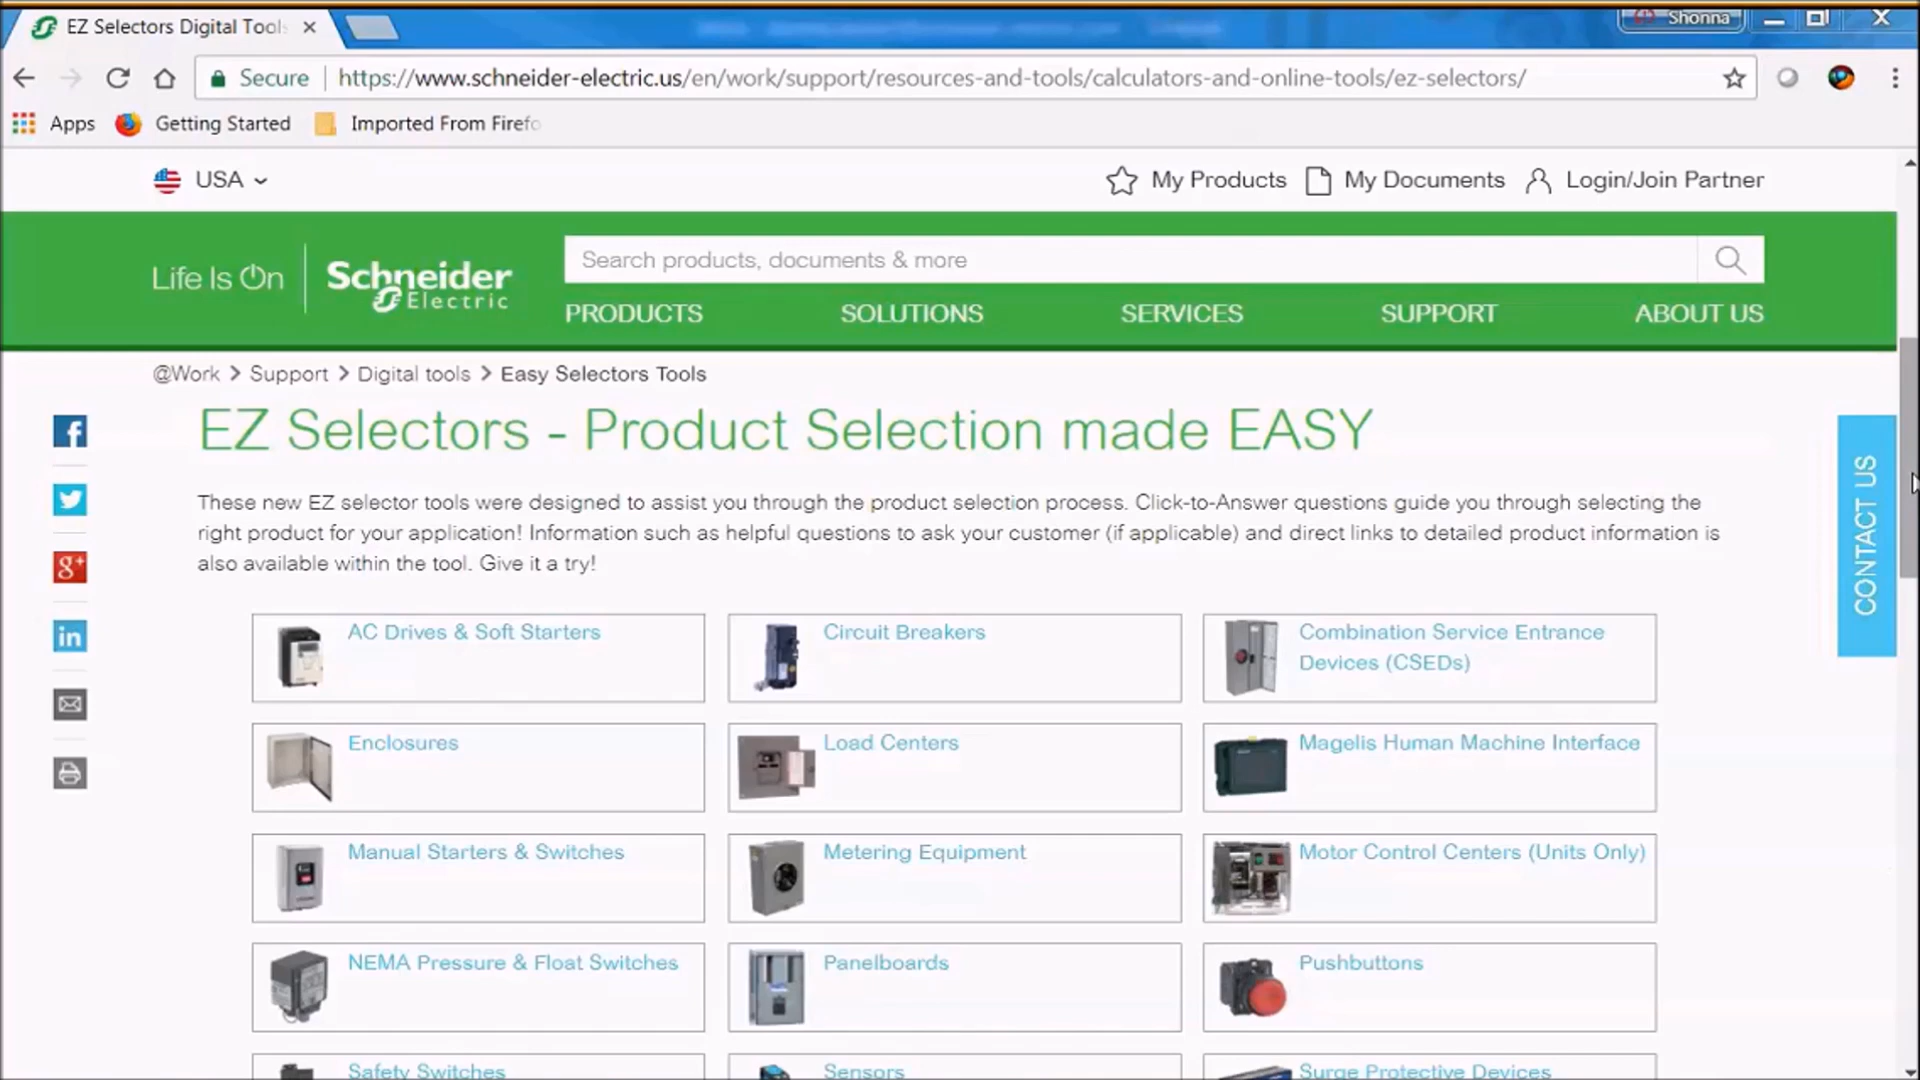 EZ Selectors Digital Tools
Shonna
Secure
https://www.schneider-electric.us/en/work/support/resources-and-tools/calculators-and-online-tools/ez-selectors/
Apps
Getting Started
Imported From Firefo
USA
My Products
My Documents
Login/Join Partner
Life Is On
Schneider
Electric
Search products, documents & more
PRODUCTS
SOLUTIONS
SERVICES
SUPPORT
ABOUT US
@Work > Support > Digital tools > Easy Selectors Tools
EZ Selectors - Product Selection made EASY
These new EZ selector tools were designed to assist you through the product selection process. Click-to-Answer questions guide you through selecting the
right product for your application! Information such as helpful questions to ask your customer (if applicable) and direct links to detailed product information is
also available within the tool. Give it a try!
CONTACT US
AC Drives & Soft Starters
Circuit Breakers
Combination Service Entrance
Devices (CSEDs)
Enclosures
Load Centers
Magelis Human Machine Interface
Manual Starters & Switches
Metering Equipment
Motor Control Centers (Units Only)
NEMA Pressure & Float Switches
Panelboards
Pushbuttons
Safety Switches
Sensors
Surge Protective Devices